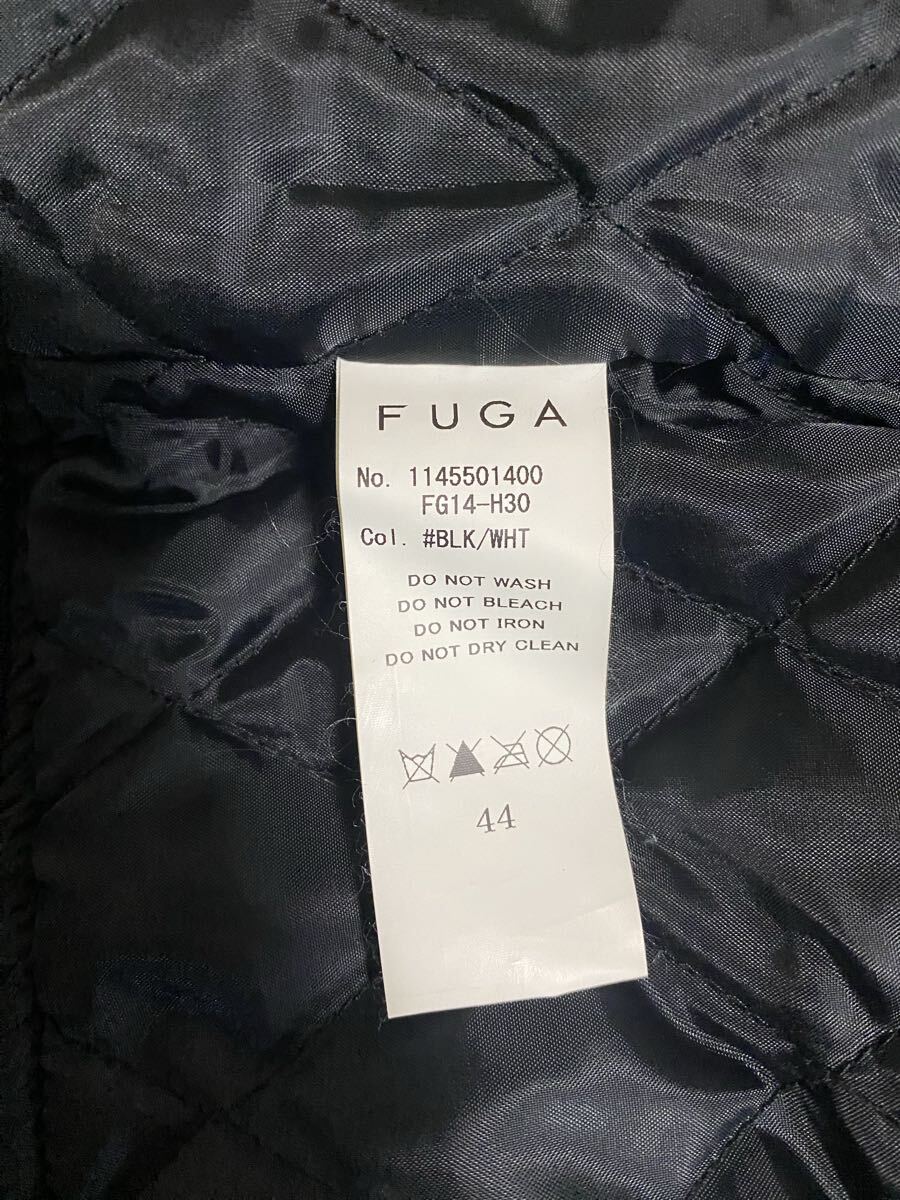 FUGA
No. 1145501400
FG14-H30
Col. #BLK/WHT
DO NOT WASH
DO NOT BLEACH
DO NOT IRON
DO NOT DRY CLEAN
44